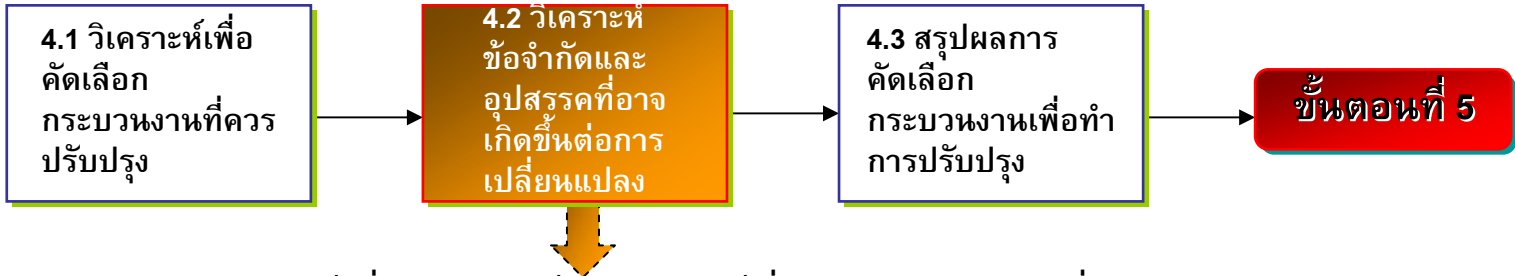 4.1 วิเคราะห์เพื่อ
คัดเลือก
กระบวนงานที่ควร
ปรับปรุง
4.2 วิเคราะห์
ข้อจำกัดและ
อุปสรรคที่อาจ
เกิดขึ้นต่อการ
เปลี่ยนแปลง
4.3 สรุปผลการ
คัดเลือก
กระบวนงานเพื่อทำ
การปรับปรุง
ขั้นตอนที่ 5